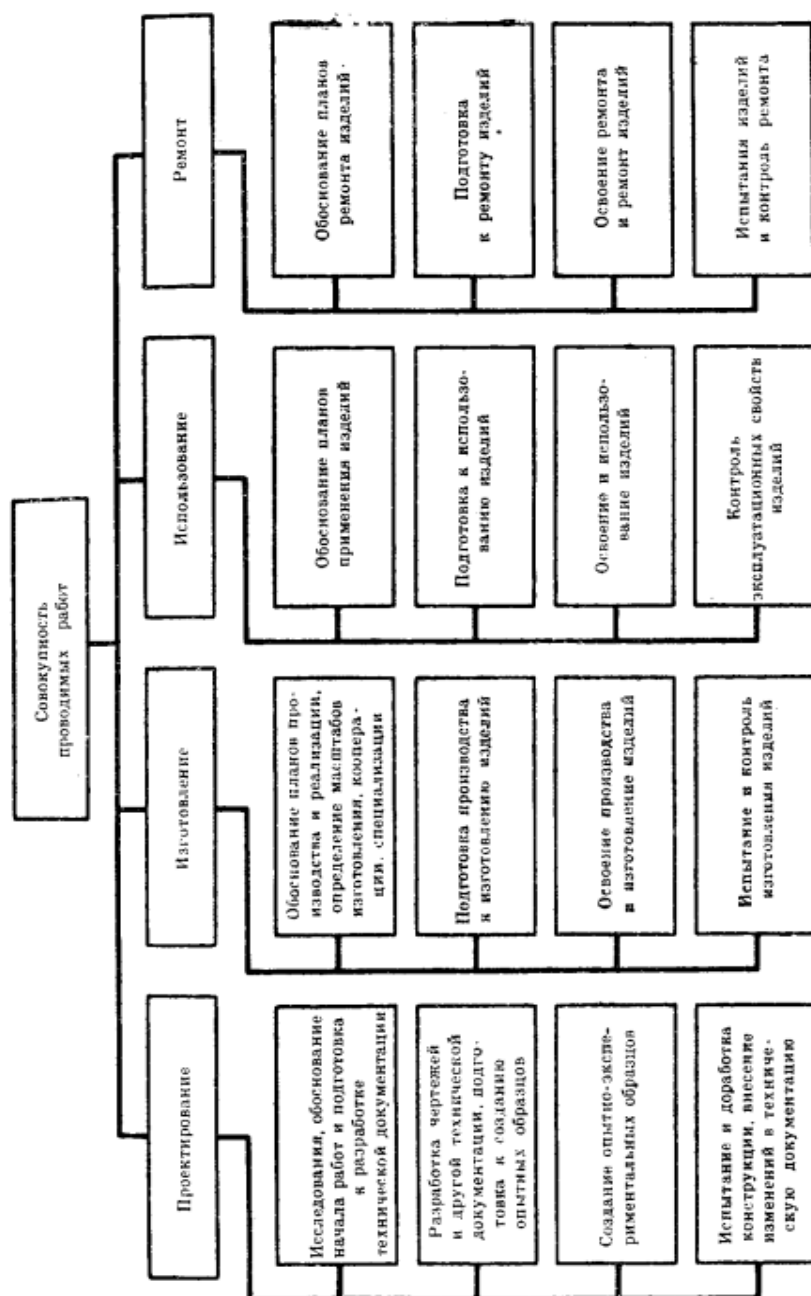 Совокупность
проводимых работ
Проектирование
Исследования, обоснование
начала работ и подготовка
к разработке
технической документации
Разработка чертежей
и другой технической
документации, подго-
товка к созданию
опытных образцов
Создание опытно-экспе-
риментальных образцов
Испытание и доработка
конструкции, внесение
изменений в техниче-
скую документацию
Изготовление
Обоснование планов про-
изводства и реализации,
определение масштабов
изготовления, коопера-
ции, специализации
Подготовка производства
к изготовлению изделий
Освоение производства
и изготовление изделий
Испытание и контроль
изготовления изделий
Использование
Обоснование планов
применения изделий
Подготовка к использо-
ванию изделий
Освоение и использо-
вание изделий
Контроль
эксплуатационных свойств
изделий
Ремонт
Обоснование планов
ремонта изделий
Подготовка
к ремонту изделий
Освоение ремонта
и ремонт изделий
Испытания изделий
и контроль ремонта